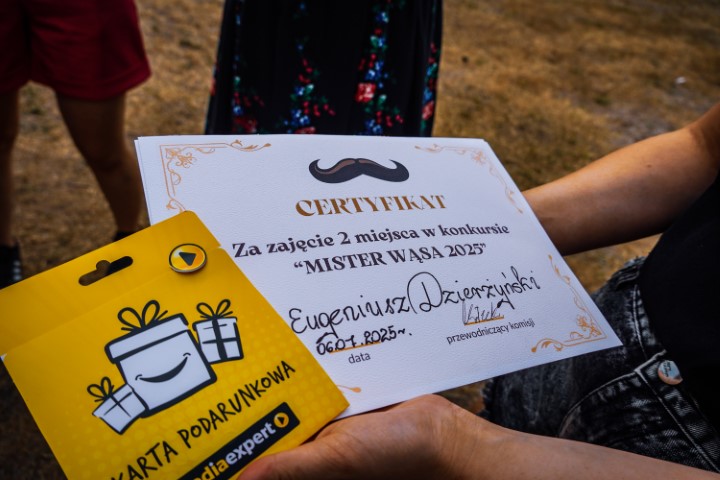 CERTYFIKAT
Za zajęcie 2 miejsca w konkursie
“MISTER WĄSA 2025”
Eugeniusz Dzierżyński
06.07.2025r.
data
przewodniczący komisji
KARTA PODARUNKOWA
diaexpert